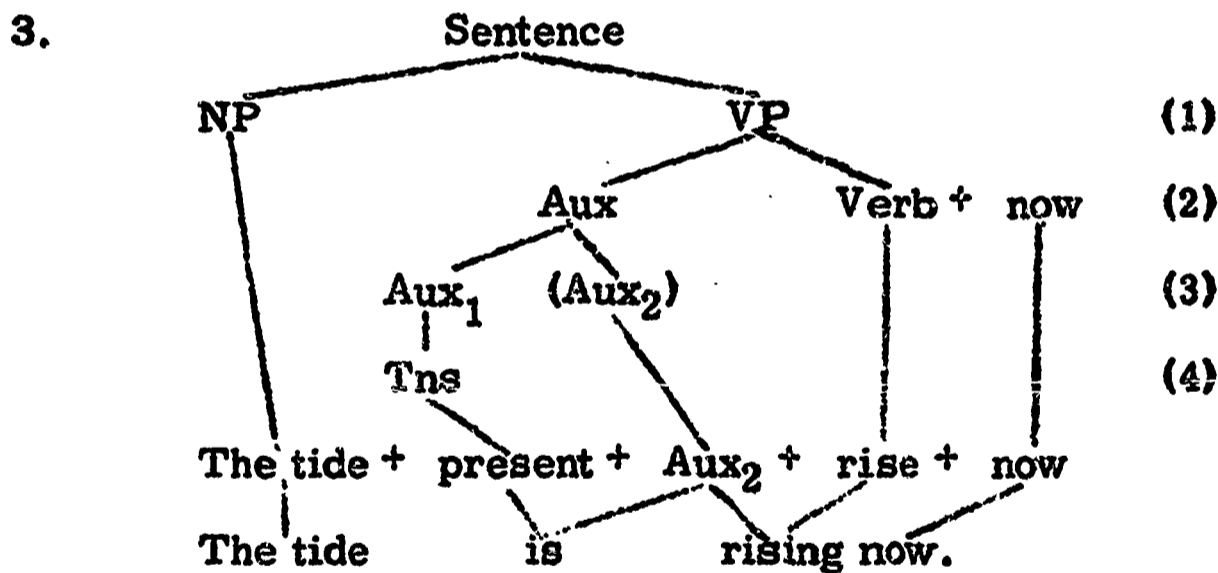 3. Sentence
NP VP (1)
Aux Verb + now (2)
Aux₁ (Aux₂) (3)
Tns (4)
The tide + present + Aux₂ + rise + now
The tide is rising now.